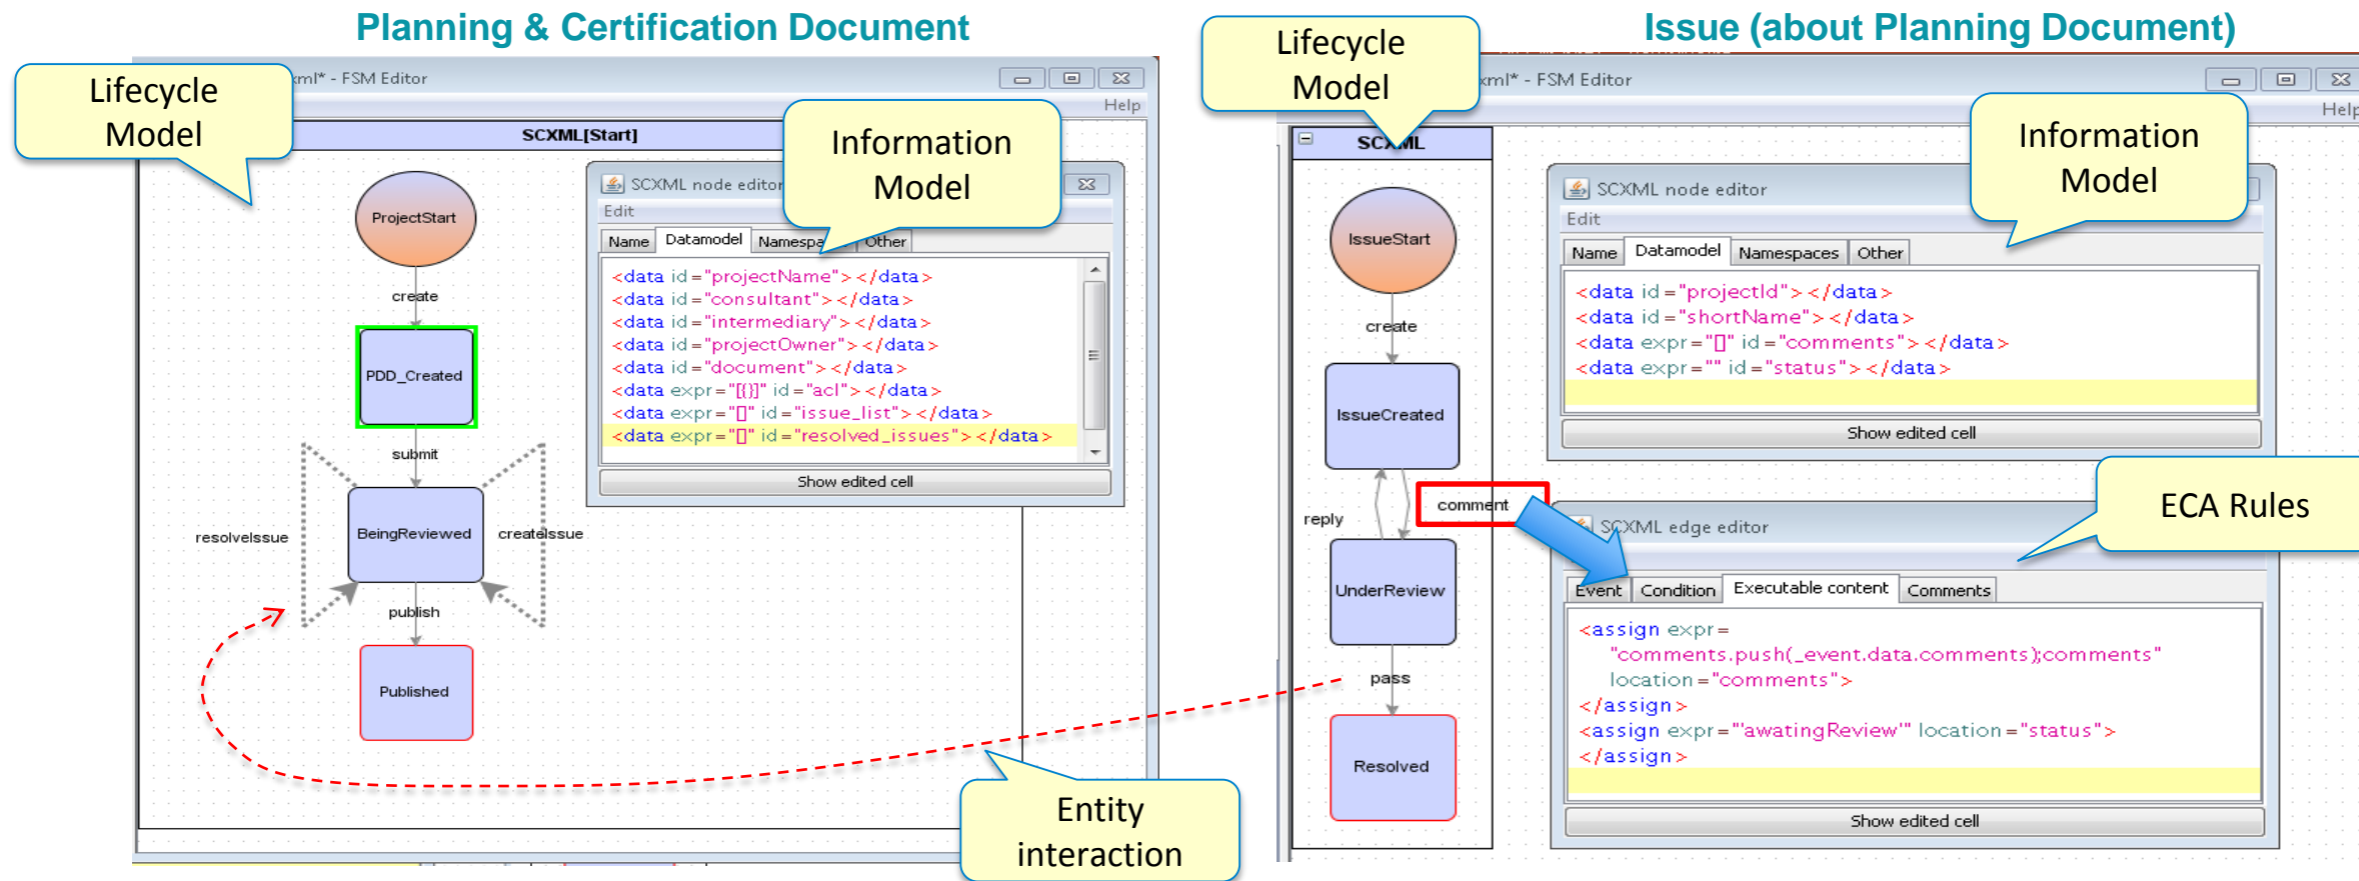 Planning & Certification Document
Issue (about Planning Document)
Lifecycle
Model
xml* - FSM Editor
Help
SCXML[Start]
Information
Model
ProjectStart
create
PDD_Created
submit
BeingReviewed
resolveIssue
createIssue
publish
Published
SCXML node editor
Edit
Name Datamodel Namespaces Other
<data id="projectName"></data>
<data id="consultant"></data>
<data id="intermediary"></data>
<data id="projectOwner"></data>
<data id="document"></data>
<data expr="[{}]" id="acl"></data>
<data expr="[]" id="issue_list"></data>
<data expr="[]" id="resolved_issues"></data>
Show edited cell
Entity
interaction
Lifecycle
Model
xml* - FSM Editor
Help
SCXML
Information
Model
IssueStart
create
IssueCreated
reply
comment
UnderReview
pass
Resolved
SCXML node editor
Edit
Name Datamodel Namespaces Other
<data id="projectId"></data>
<data id="shortName"></data>
<data expr="[]" id="comments"></data>
<data expr="" id="status"></data>
Show edited cell
ECA Rules
SCXML edge editor
Event Condition Executable content Comments
<assign expr=
"comments.push(_event.data.comments);comments"
location="comments">
</assign>
<assign expr="'awatingReview'" location="status">
</assign>
Show edited cell